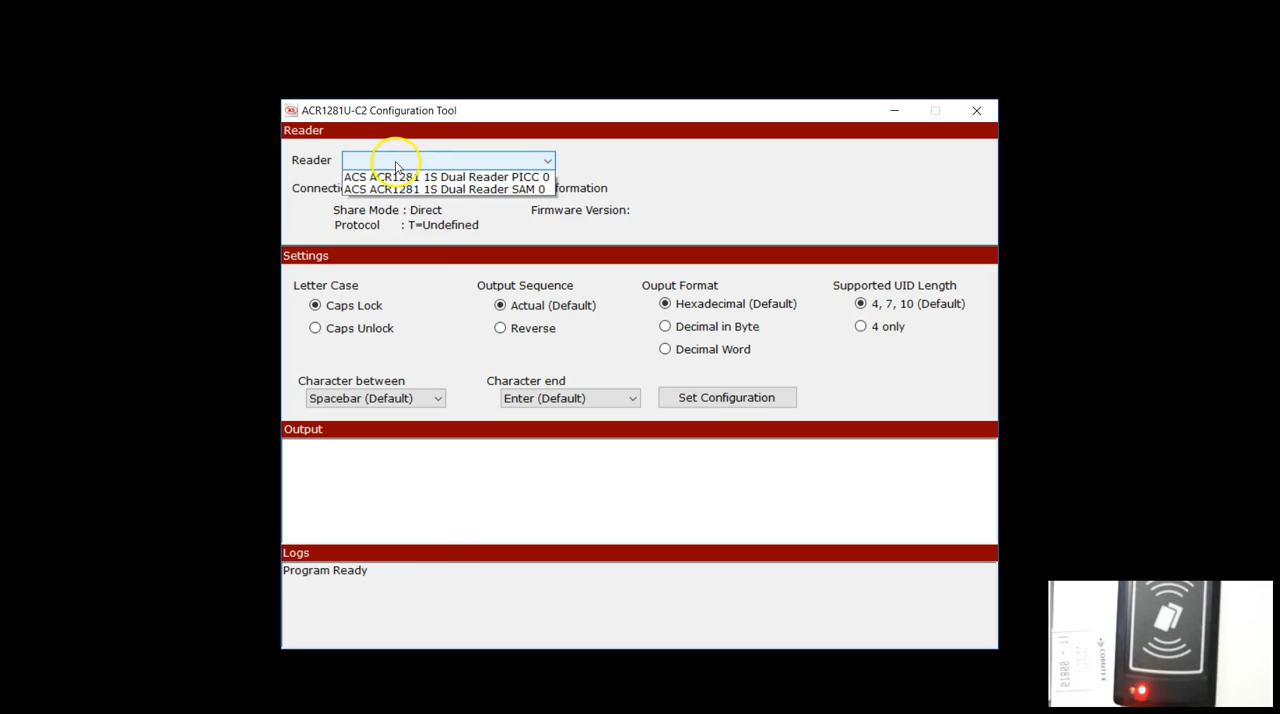 ACR1281U-C2 Configuration Tool
Reader
Reader
ACS ACR1281 1S Dual Reader PICC 0
ACS ACR1281 1S Dual Reader SAM 0
Share Mode : Direct
Protocol : T=Undefined
Firmware Version:
Settings
Letter Case
Caps Lock
Caps Unlock
Output Sequence
Actual (Default)
Reverse
Ouput Format
Hexadecimal (Default)
Decimal in Byte
Decimal Word
Supported UID Length
4, 7, 10 (Default)
4 only
Character between
Spacebar (Default)
Character end
Enter (Default)
Set Configuration
Output
Logs
Program Ready